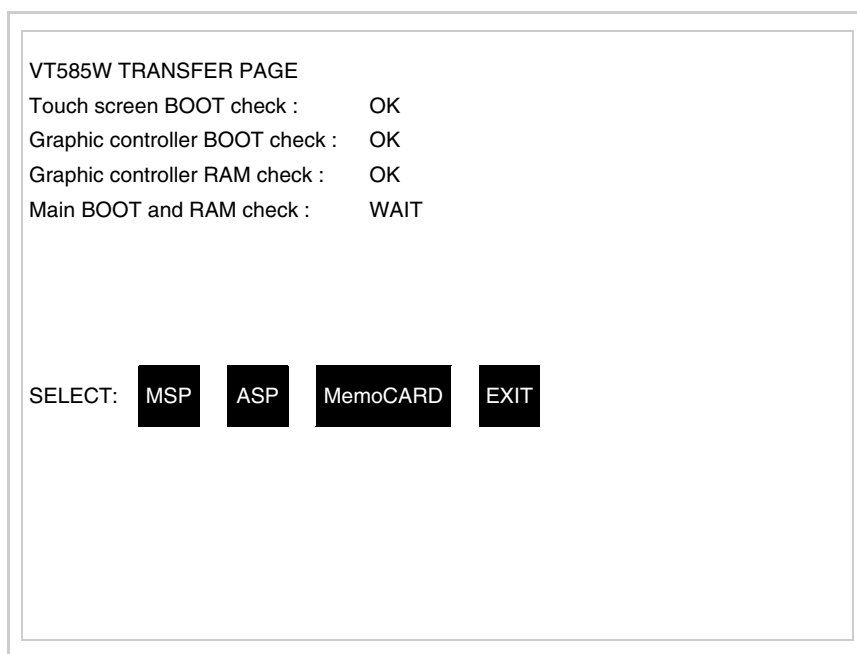 VT585W TRANSFER PAGE
Touch screen BOOT check : OK
Graphic controller BOOT check : OK
Graphic controller RAM check : OK
Main BOOT and RAM check : WAIT
SELECT: MSP ASP MemoCARD EXIT